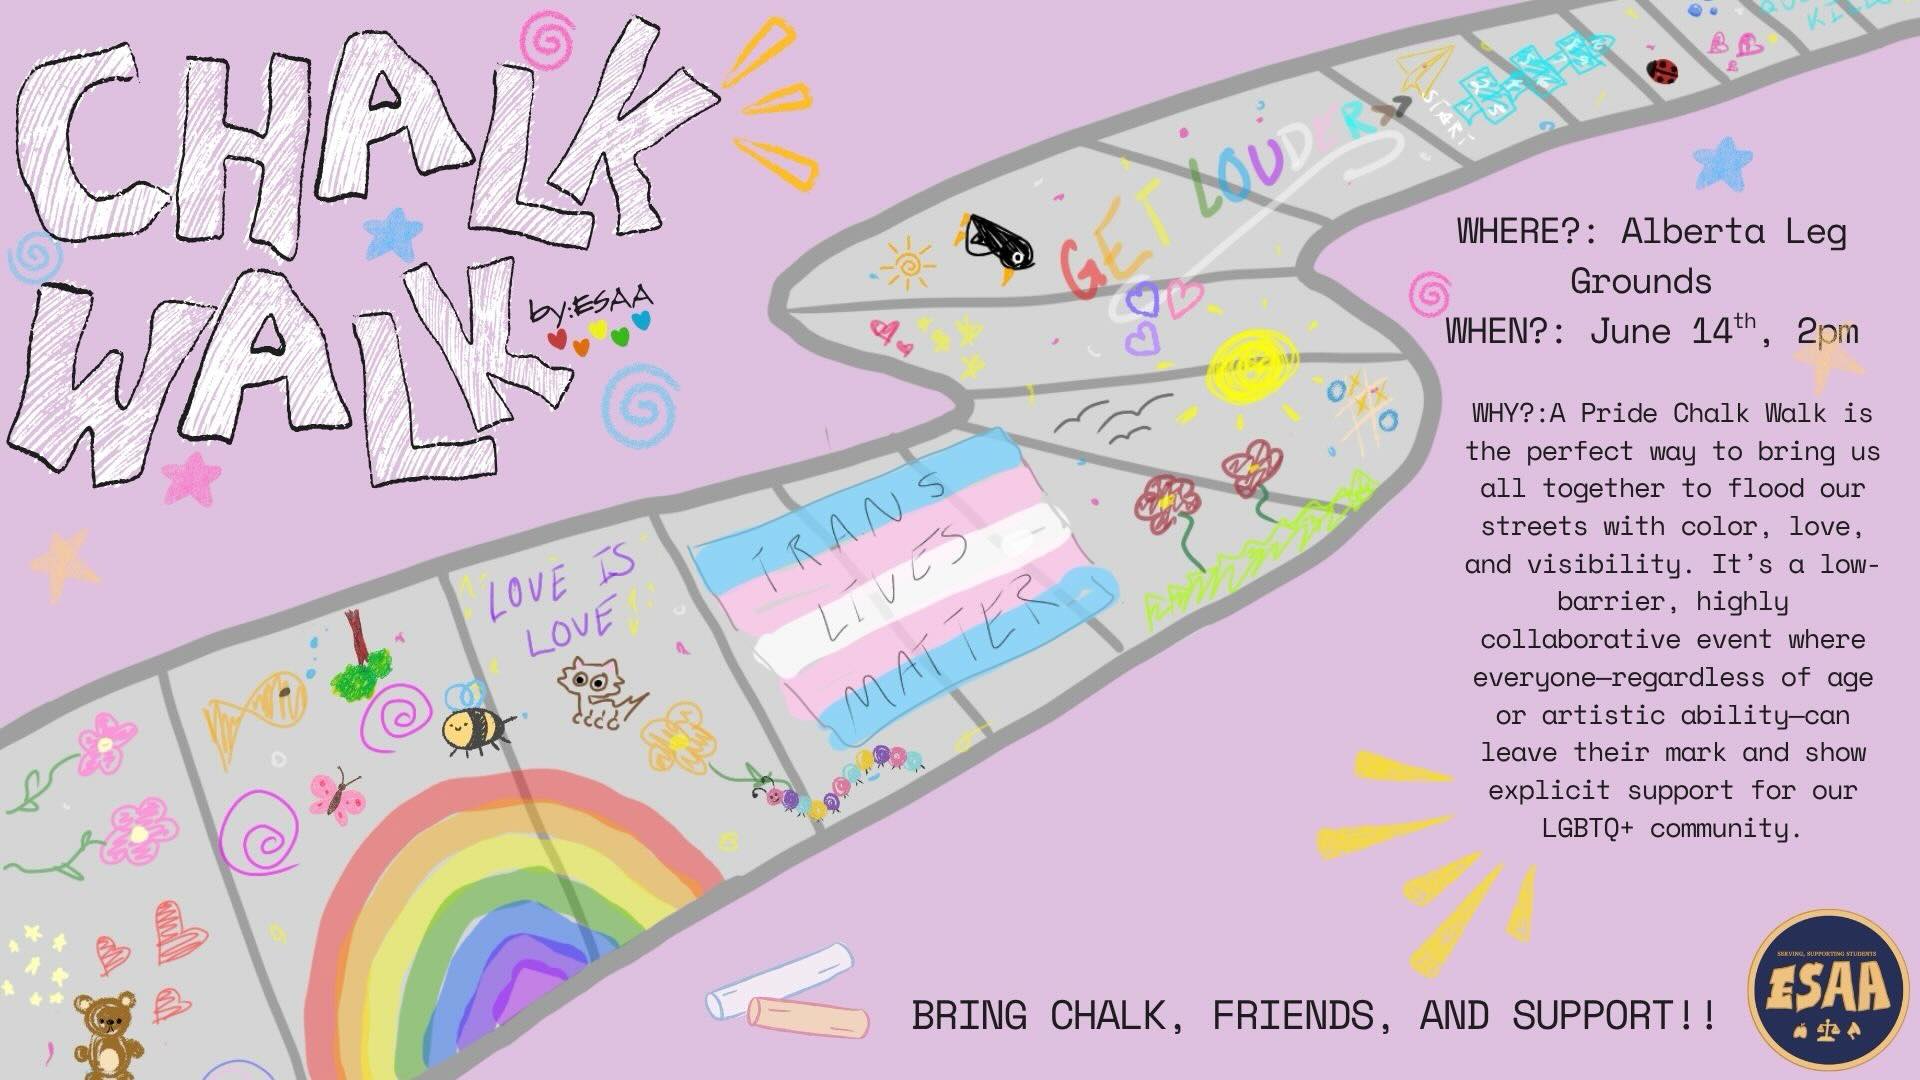 CHALK
WALK
by:ESAA
GET LOUDER
START
LOVE IS
LOVE
TRANS
LIVES
MATTER
WHERE?: Alberta Leg
Grounds
WHEN?: June 14th, 2pm
WHY?:A Pride Chalk Walk is
the perfect way to bring us
all together to flood our
streets with color, love,
and visibility. It’s a low-
barrier, highly
collaborative event where
everyone—regardless of age
or artistic ability—can
leave their mark and show
explicit support for our
LGBTQ+ community.
BRING CHALK, FRIENDS, AND SUPPORT!!
SERVING, SUPPORTING STUDENTS
ESAA